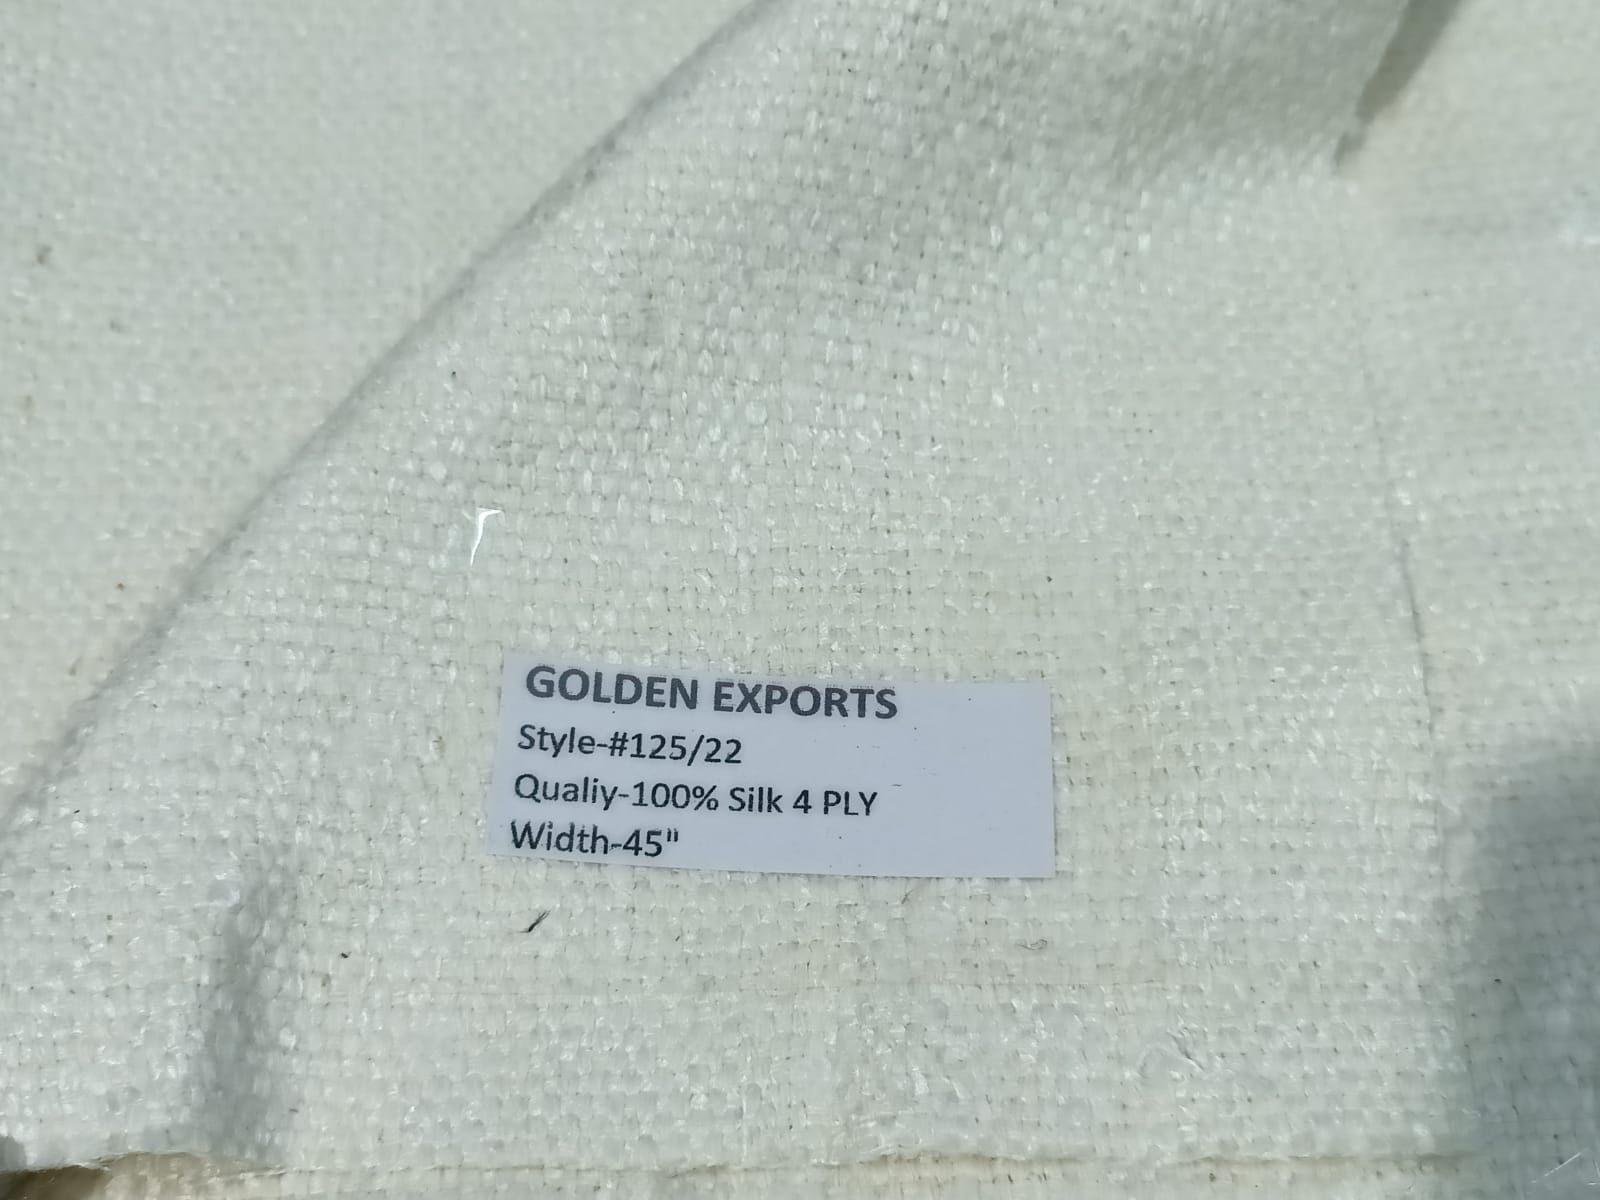 GOLDEN EXPORTS
Style-#125/22
Qualiy-100% Silk 4 PLY
Width-45"